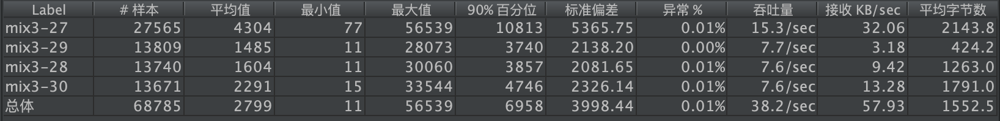 Label # 样本 平均值 最小值 最大值 90% 百分位 标准偏差 异常 % 吞吐量 接收 KB/sec 平均字节数
mix3-27 27565 4304 77 56539 10813 5365.75 0.01% 15.3/sec 32.06 2143.8
mix3-29 13809 1485 11 28073 3740 2138.20 0.00% 7.7/sec 3.18 424.2
mix3-28 13740 1604 11 30060 3857 2081.65 0.01% 7.6/sec 9.42 1263.0
mix3-30 13671 2291 15 33544 4746 2326.14 0.01% 7.6/sec 13.28 1791.0
总体 68785 2799 11 56539 6958 3998.44 0.01% 38.2/sec 57.93 1552.5